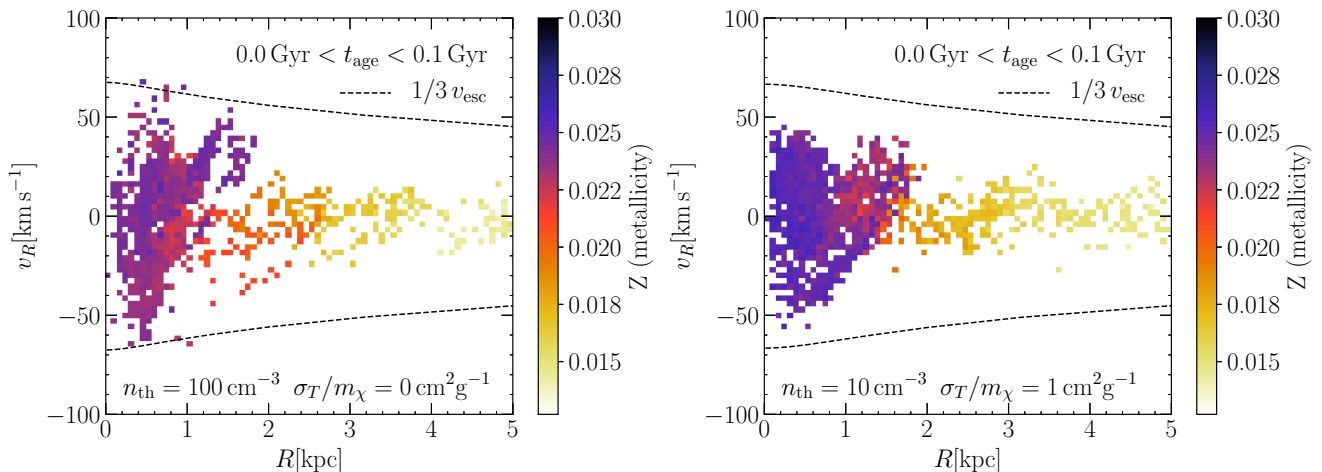 100
50
0
−50
−100
v_R[km s⁻¹]
0.0 Gyr < t_age < 0.1 Gyr
1/3 v_esc
n_th = 100 cm⁻³ σ_T/m_χ = 0 cm²g⁻¹
0 1 2 3 4 5
R[kpc]
0.030
0.028
0.025
0.022
0.020
0.018
0.015
Z (metallicity)
100
50
0
−50
−100
v_R[km s⁻¹]
0.0 Gyr < t_age < 0.1 Gyr
1/3 v_esc
n_th = 10 cm⁻³ σ_T/m_χ = 1 cm²g⁻¹
0 1 2 3 4 5
R[kpc]
0.030
0.028
0.025
0.022
0.020
0.018
0.015
Z (metallicity)